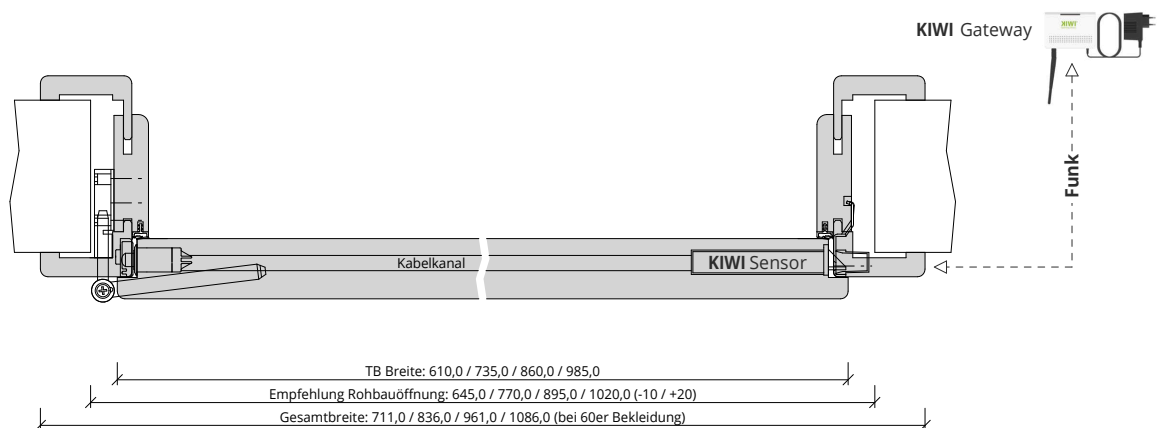 KIWI Gateway
KIWI
Funk
Kabelkanal
KIWI Sensor
TB Breite: 610,0 / 735,0 / 860,0 / 985,0
Empfehlung Rohbauöffnung: 645,0 / 770,0 / 895,0 / 1020,0 (-10 / +20)
Gesamtbreite: 711,0 / 836,0 / 961,0 / 1086,0 (bei 60er Bekleidung)